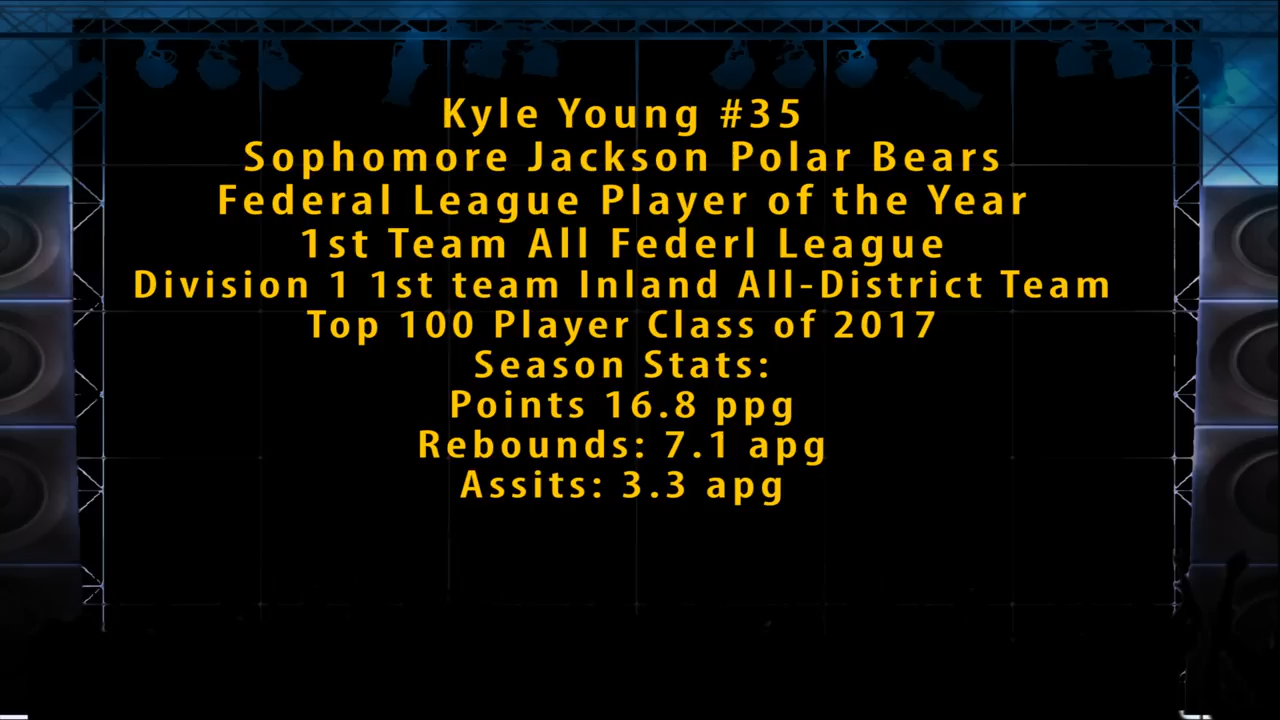 Kyle Young #35
Sophomore Jackson Polar Bears
Federal League Player of the Year
1st Team All Federl League
Division 1 1st team Inland All-District Team
Top 100 Player Class of 2017
Season Stats:
Points 16.8 ppg
Rebounds: 7.1 apg
Assits: 3.3 apg